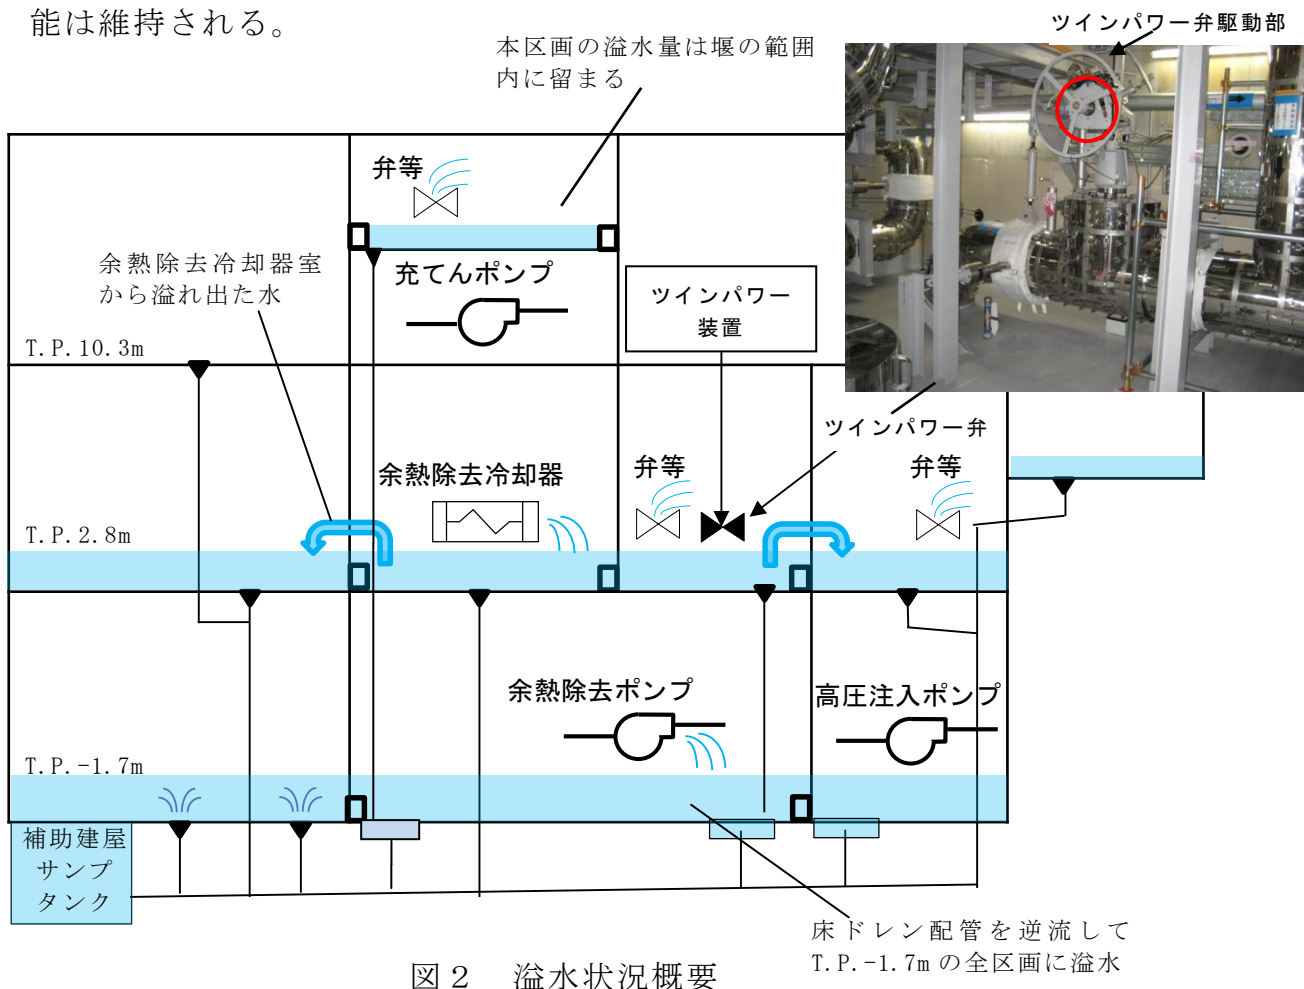 能は維持される。
ツインパワー弁駆動部
本区画の溢水量は堰の範囲
内に留まる
弁等
余熱除去冷却器室
から溢れ出た水
充てんポンプ
ツインパワー
装置
T.P.10.3m
ツインパワー弁
余熱除去冷却器
弁等
弁等
T.P.2.8m
余熱除去ポンプ
高圧注入ポンプ
T.P.-1.7m
補助建屋
サンプ
タンク
床ドレン配管を逆流して
T.P.-1.7mの全区画に溢水
図２　溢水状況概要